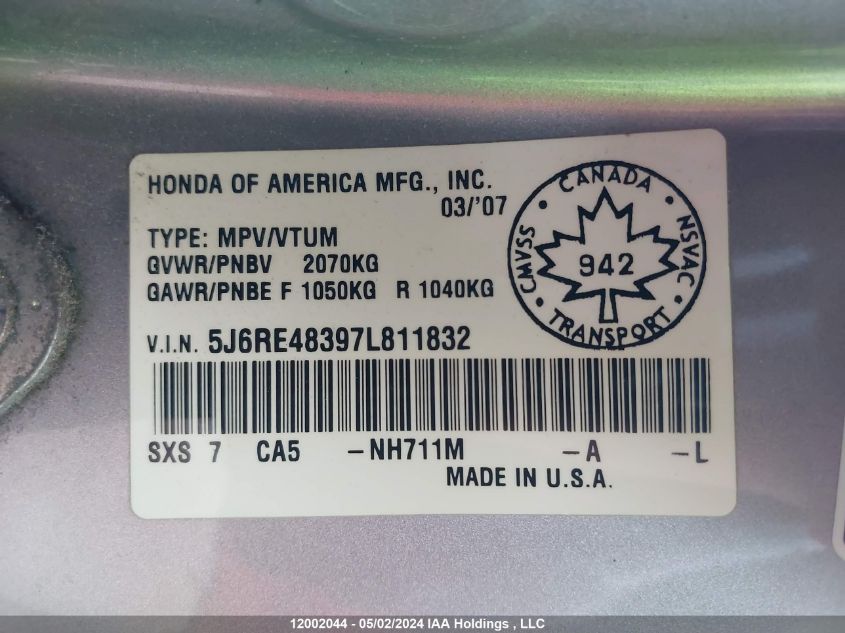 HONDA OF AMERICA MFG., INC.
03/'07
TYPE: MPV/VTUM
GVWR/PNBV 2070KG
GAWR/PNBE F 1050KG R 1040KG
V.I.N. 5J6RE48397L811832
SXS 7 CA5 -NH711M -A -L
MADE IN U.S.A.
CANADA
CMVSS 942 NSVAC
TRANSPORT
12002044 - 05/02/2024 IAA Holdings , LLC